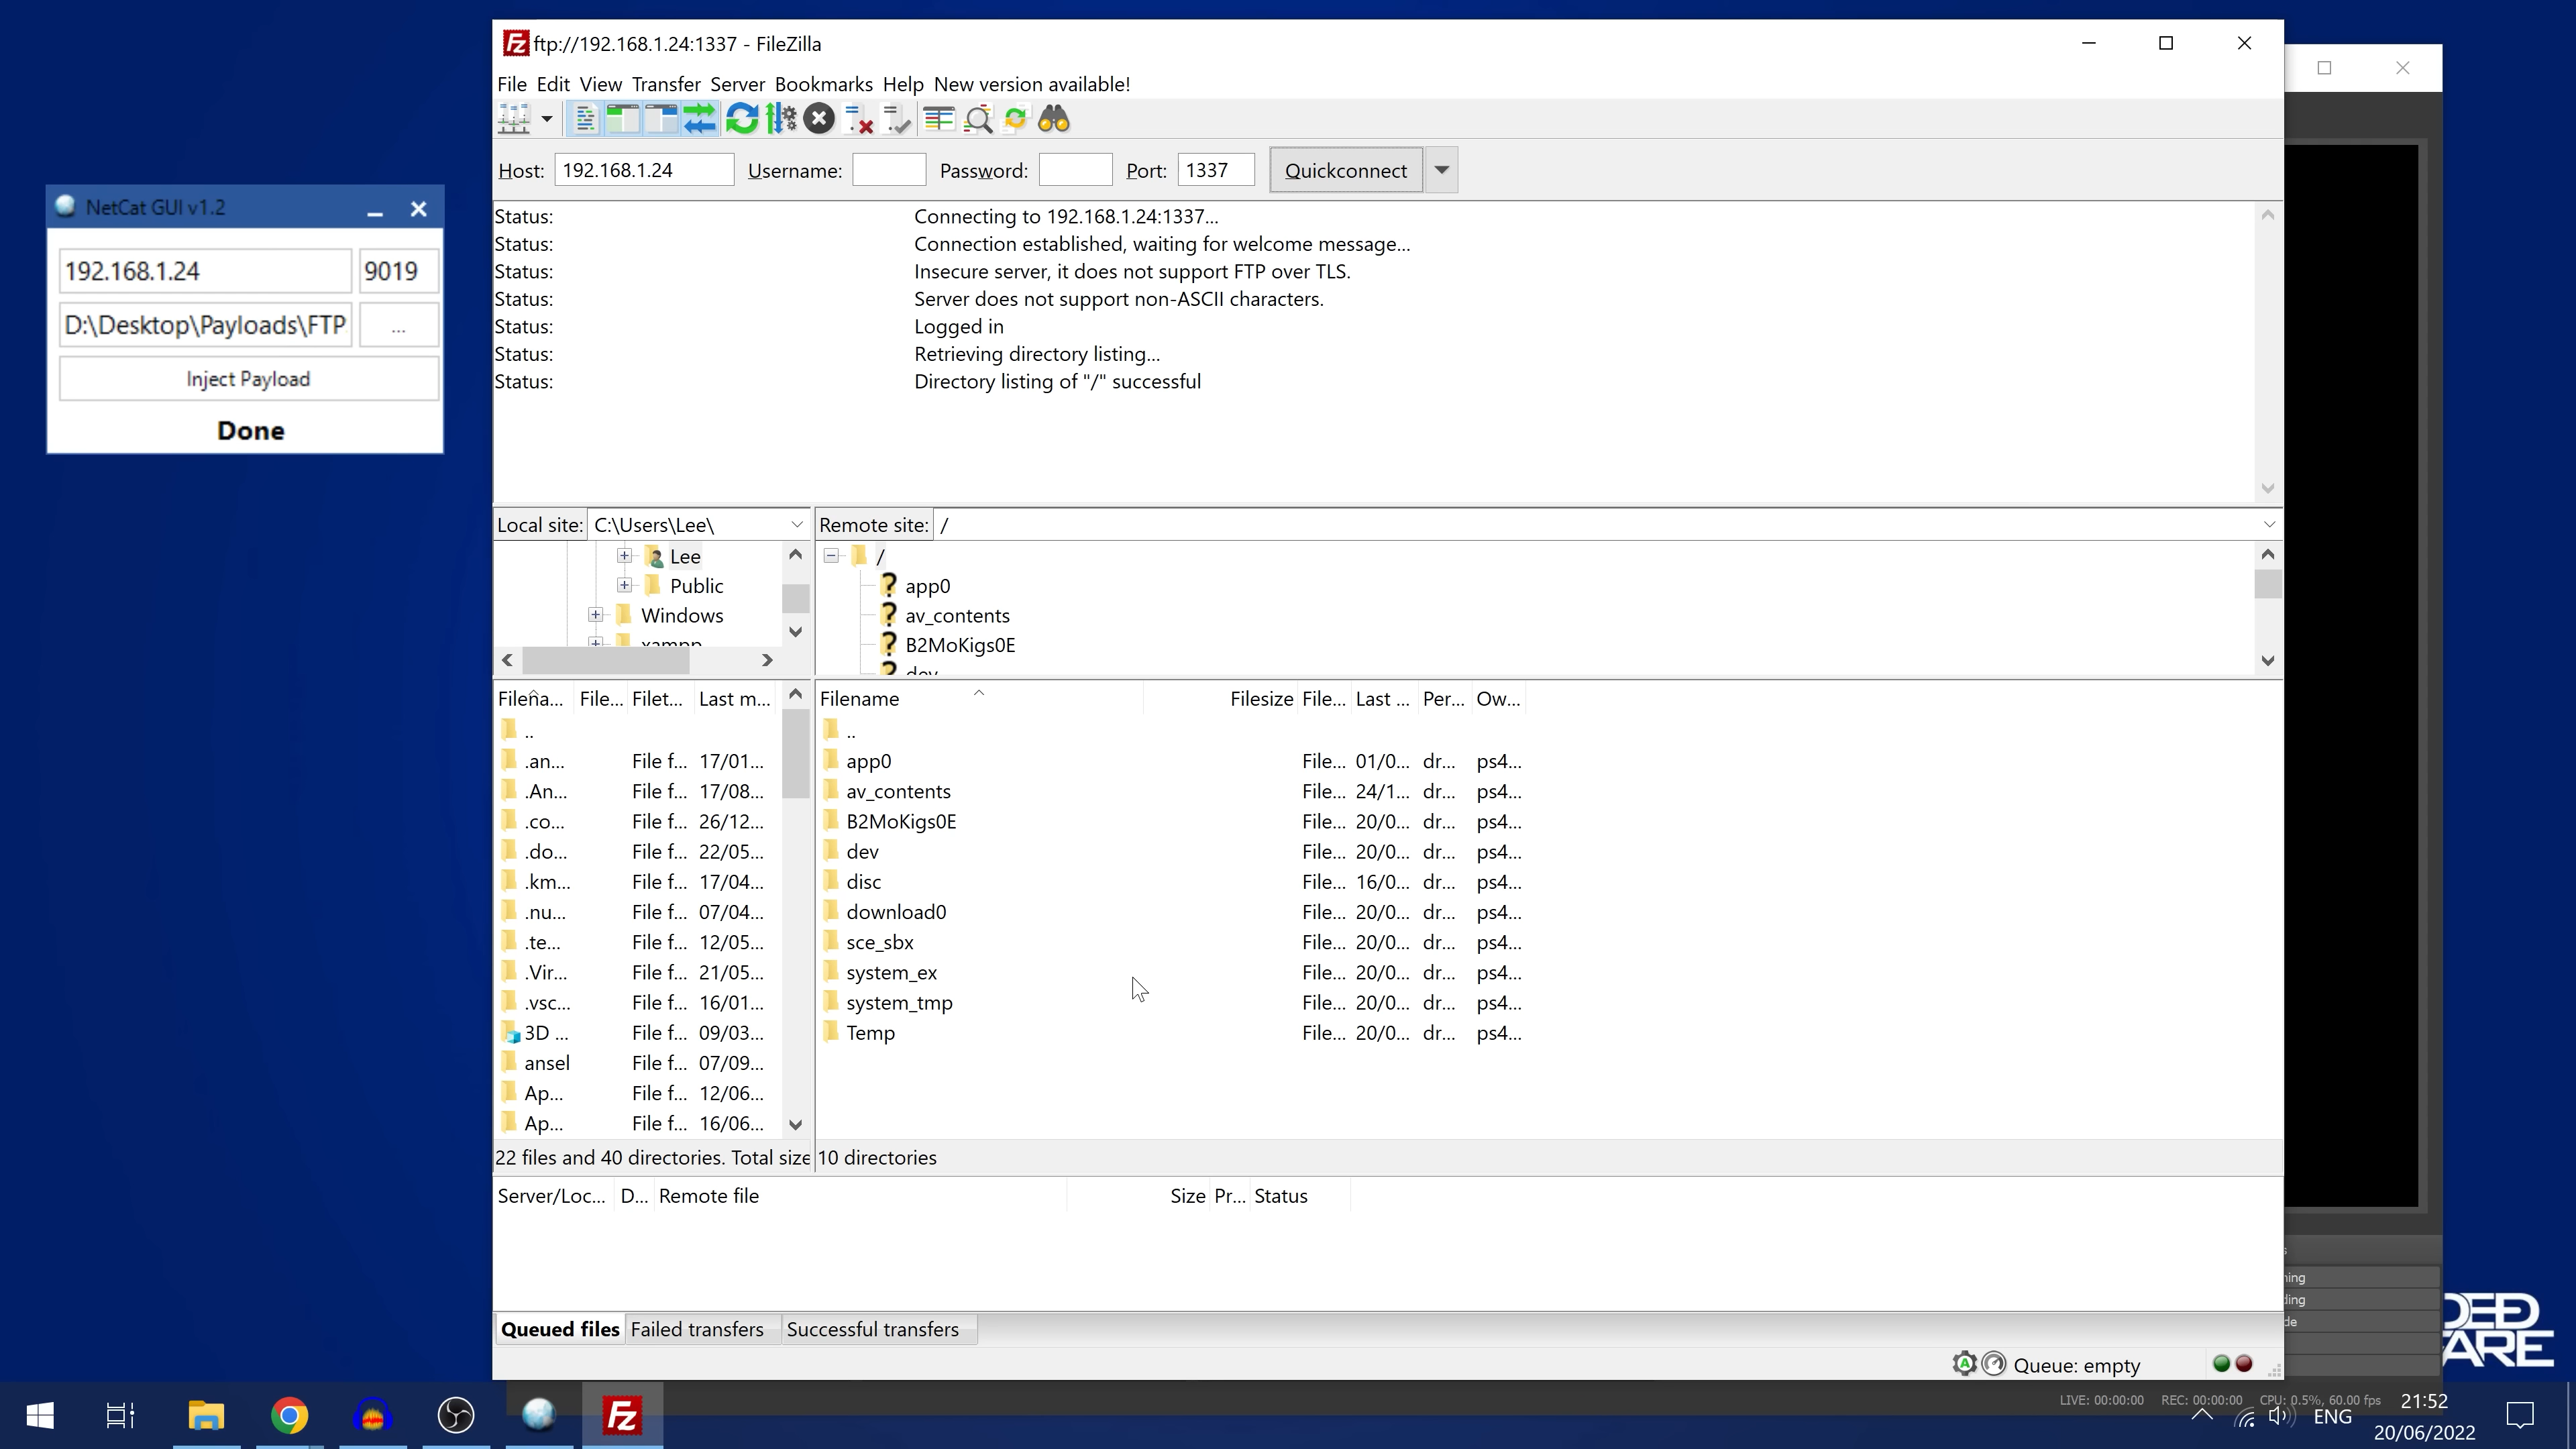 ftp://192.168.1.24:1337 - FileZilla
File Edit View Transfer Server Bookmarks Help New version available!
Host: 192.168.1.24 Username: Password: Port: 1337 Quickconnect
NetCat GUI v1.2
192.168.1.24 9019
D:\Desktop\Payloads\FTP ...
Inject Payload
Done
Status: Connecting to 192.168.1.24:1337...
Status: Connection established, waiting for welcome message...
Status: Insecure server, it does not support FTP over TLS.
Status: Server does not support non-ASCII characters.
Status: Logged in
Status: Retrieving directory listing...
Status: Directory listing of "/" successful
Local site: C:\Users\Lee\
Lee
Public
Windows
xampp
Remote site: /
/
app0
av_contents
B2MoKigs0E
dev
Filena... File... Filet... Last m...
..
.an... File f... 17/01...
.An... File f... 17/08...
.co... File f... 26/12...
.do... File f... 22/05...
.km... File f... 17/04...
.nu... File f... 07/04...
.te... File f... 12/05...
.Vir... File f... 21/05...
.vsc... File f... 16/01...
3D ... File f... 09/03...
ansel File f... 07/09...
Ap... File f... 12/06...
Ap... File f... 16/06...
22 files and 40 directories. Total size
Filename Filesize File... Last ... Per... Ow...
..
app0 File... 01/0... dr... ps4...
av_contents File... 24/1... dr... ps4...
B2MoKigs0E File... 20/0... dr... ps4...
dev File... 20/0... dr... ps4...
disc File... 16/0... dr... ps4...
download0 File... 20/0... dr... ps4...
sce_sbx File... 20/0... dr... ps4...
system_ex File... 20/0... dr... ps4...
system_tmp File... 20/0... dr... ps4...
Temp File... 20/0... dr... ps4...
10 directories
Server/Loc... D... Remote file Size Pr... Status
Queued files Failed transfers Successful transfers
Queue: empty
LIVE: 00:00:00 REC: 00:00:00 CPU: 0.5%, 60.00 fps
ENG
21:52
20/06/2022